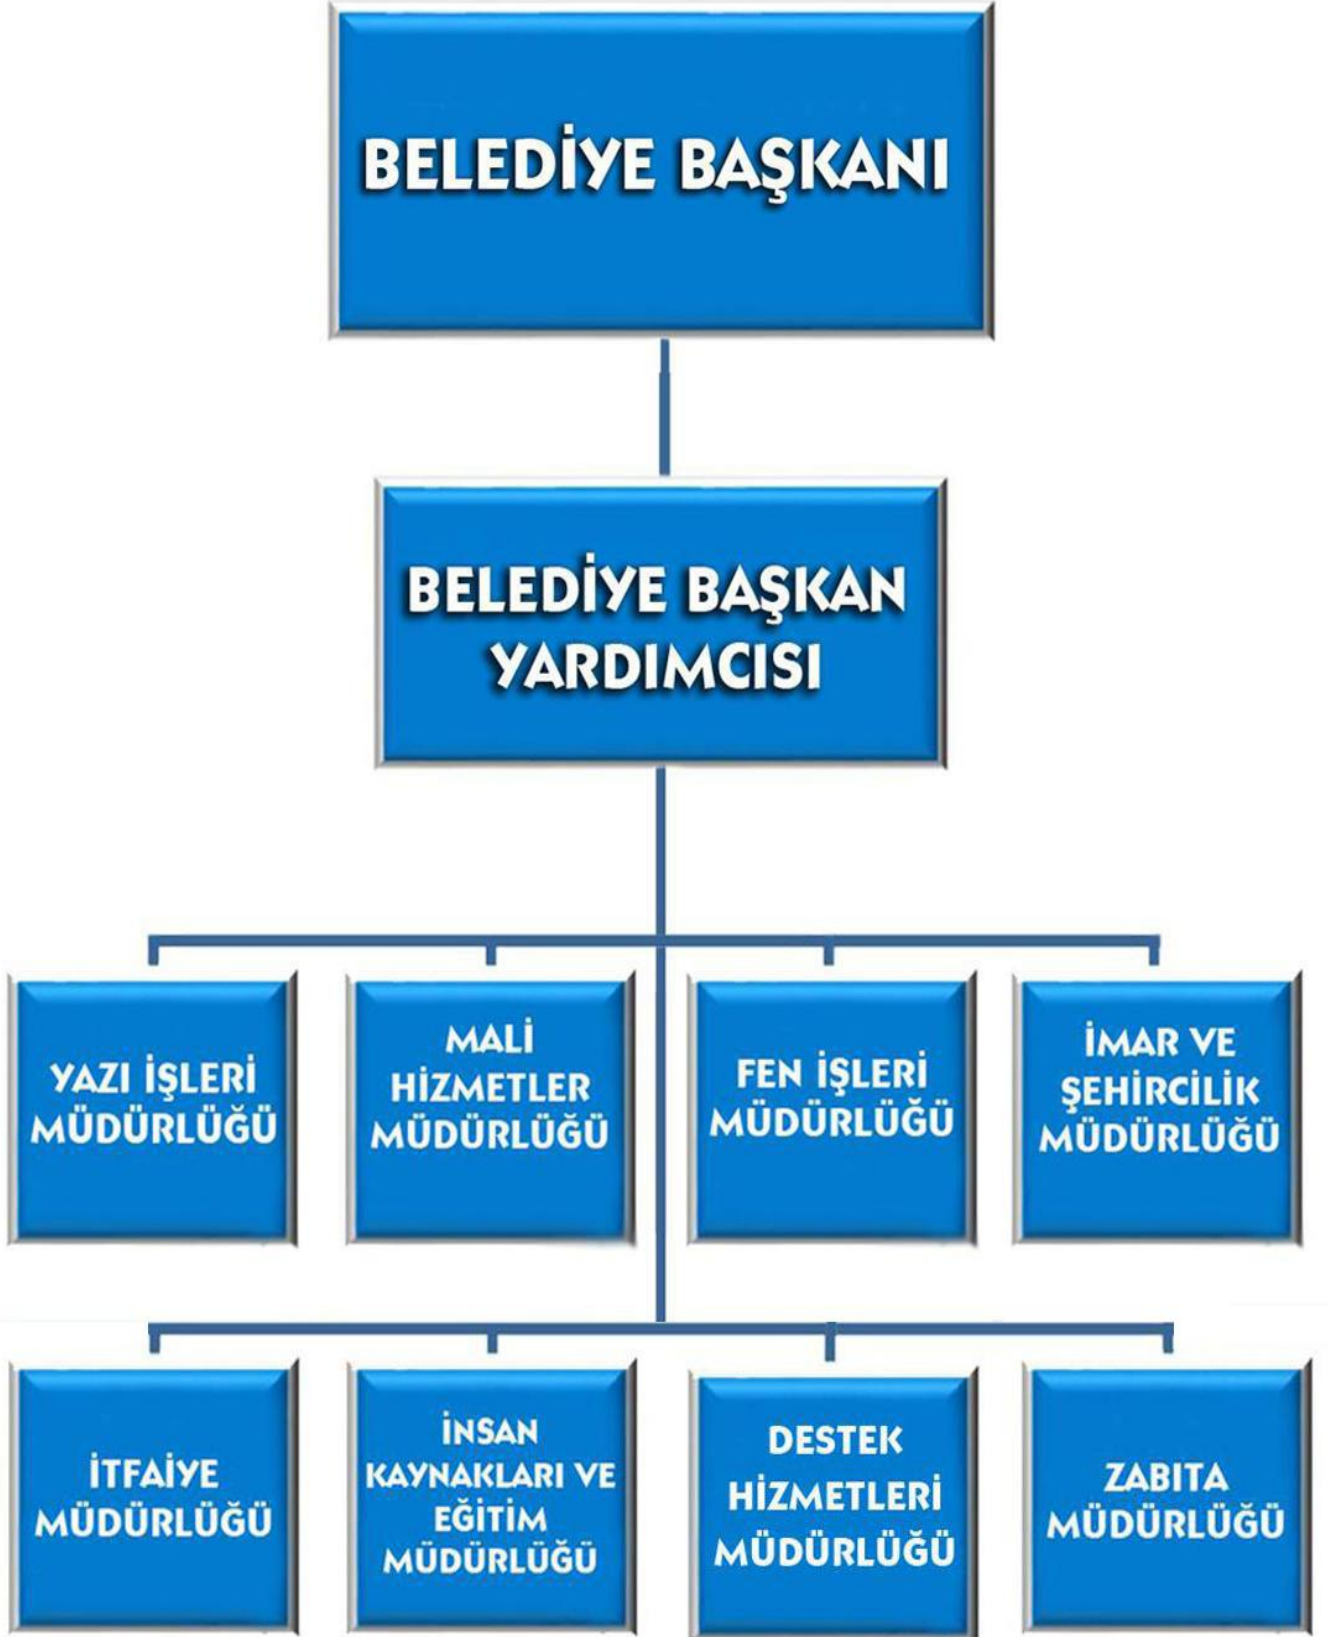 BELEDİYE BAŞKANI
BELEDİYE BAŞKAN
YARDIMCISI
YAZI İŞLERİ
MÜDÜRLÜĞÜ
MALİ
HİZMETLER
MÜDÜRLÜĞÜ
FEN İŞLERİ
MÜDÜRLÜĞÜ
İMAR VE
ŞEHİRCİLİK
MÜDÜRLÜĞÜ
İTFAİYE
MÜDÜRLÜĞÜ
İNSAN
KAYNAKLARI VE
EĞİTİM
MÜDÜRLÜĞÜ
DESTEK
HİZMETLERİ
MÜDÜRLÜĞÜ
ZABITA
MÜDÜRLÜĞÜ